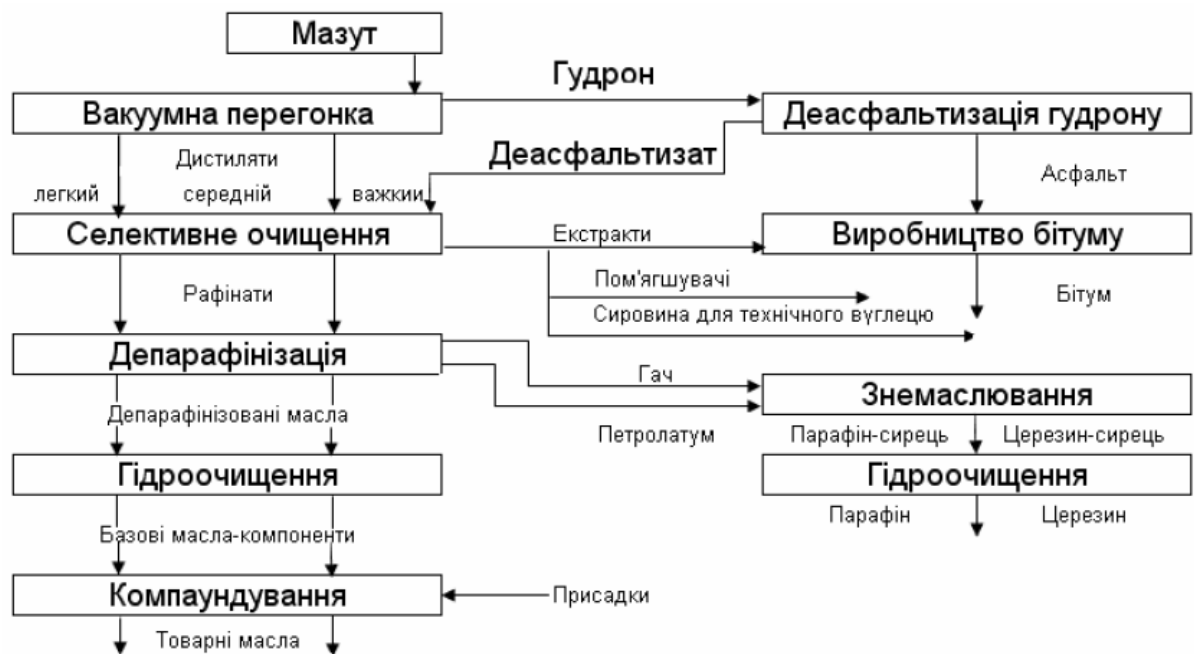 Мазут
Гудрон
Вакуумна перегонка
Деасфальтизація гудрону
Дистиляти
Деасфальтизат
Асфальт
легкий
середній
важкии
Селективне очищення
Екстракти
Виробництво бітуму
Пом'ягшувачі
Рафінати
Бітум
Сировина для технічного вуглецю
Депарафінізація
Гач
Знемаслювання
Депарафінізовані масла
Петролатум
Парафін-сирець
Церезин-сирець
Гідроочищення
Гідроочищення
Парафін
Церезин
Базові масла-компоненти
Компаундування
Присадки
Товарні масла